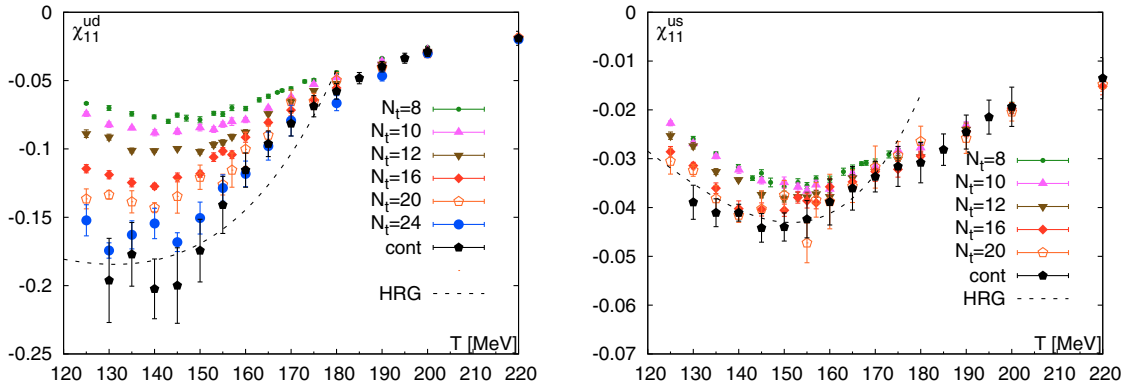 χ₁₁ᵘᵈ
0
-0.05
-0.1
-0.15
-0.2
-0.25
120 130 140 150 160 170 180 190 200 210 220
T [MeV]
Nₜ=8
Nₜ=10
Nₜ=12
Nₜ=16
Nₜ=20
Nₜ=24
cont
HRG
χ₁₁ᵘˢ
0
-0.01
-0.02
-0.03
-0.04
-0.05
-0.06
-0.07
120 130 140 150 160 170 180 190 200 210 220
T [MeV]
Nₜ=8
Nₜ=10
Nₜ=12
Nₜ=16
Nₜ=20
cont
HRG